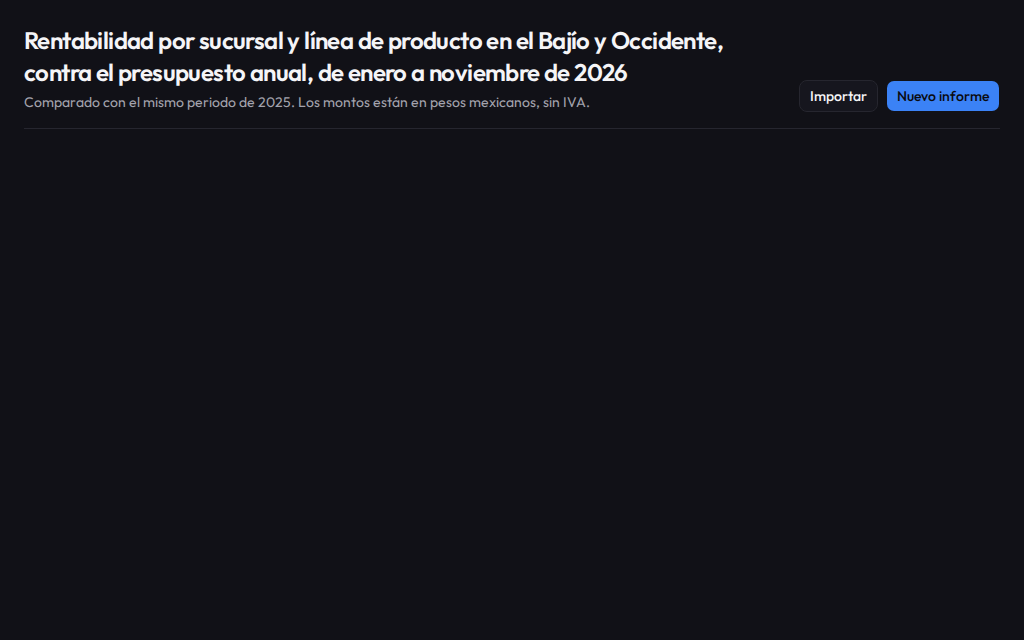 Rentabilidad por sucursal y línea de producto en el Bajío y Occidente,
contra el presupuesto anual, de enero a noviembre de 2026
Comparado con el mismo periodo de 2025. Los montos están en pesos mexicanos, sin IVA.
Importar
Nuevo informe